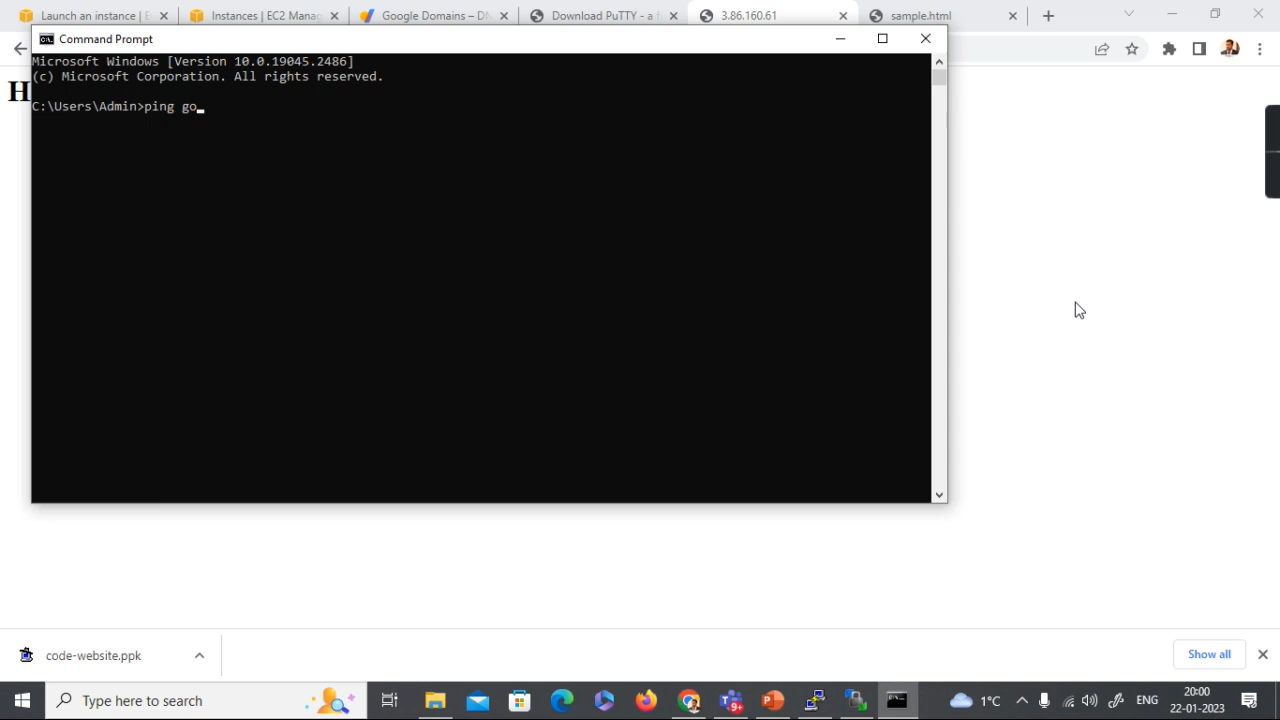 Launch an instance | E
Instances | EC2 Manag
Google Domains – DN
Download PuTTY - a f
3.86.160.61
sample.html
Command Prompt
Microsoft Windows [Version 10.0.19045.2486]
(c) Microsoft Corporation. All rights reserved.
H
C:\Users\Admin>ping go
code-website.ppk
Show all
Type here to search
9+
1°C
ENG
20:00
22-01-2023